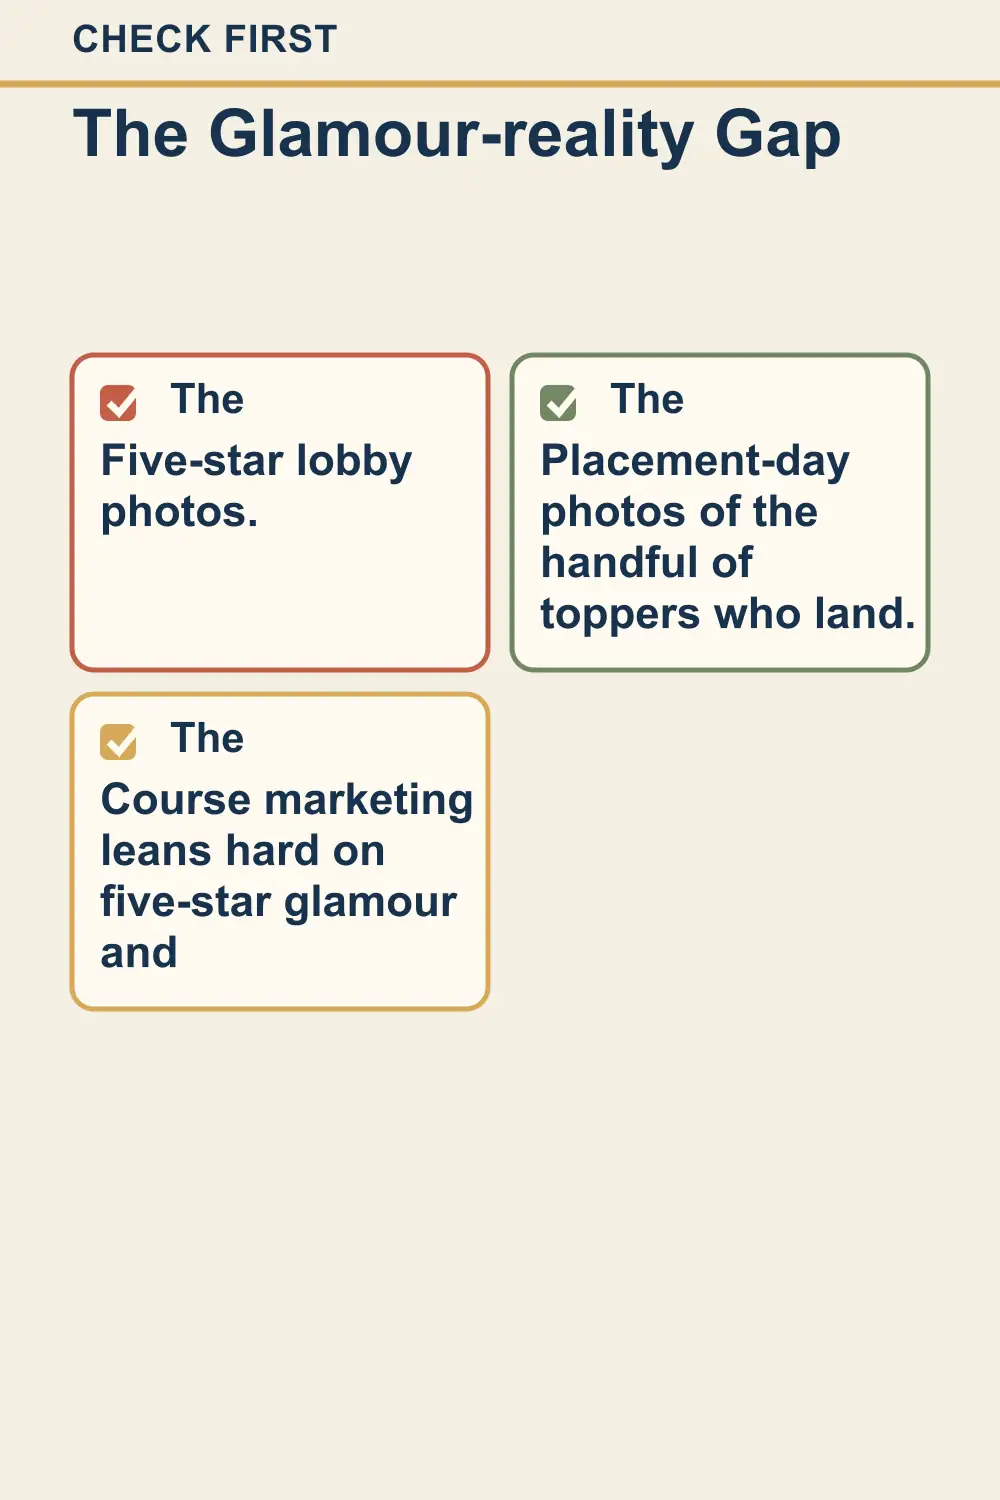 CHECK FIRST
The Glamour-reality Gap
The
Five-star lobby
photos.
The
Placement-day
photos of the
handful of
toppers who land.
The
Course marketing
leans hard on
five-star glamour
and